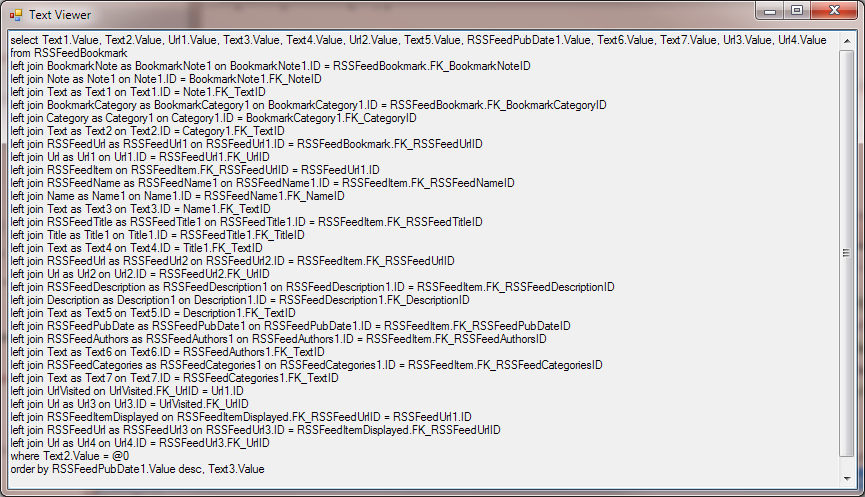 Text Viewer
select Text1.Value, Text2.Value, Url1.Value, Text3.Value, Text4.Value, Url2.Value, Text5.Value, RSSFeedPubDate1.Value, Text6.Value, Text7.Value, Url3.Value, Url4.Value
from RSSFeedBookmark
left join BookmarkNote as BookmarkNote1 on BookmarkNote1.ID = RSSFeedBookmark.FK_BookmarkNoteID
left join Note as Note1 on Note1.ID = BookmarkNote1.FK_NoteID
left join Text as Text1 on Text1.ID = Note1.FK_TextID
left join BookmarkCategory as BookmarkCategory1 on BookmarkCategory1.ID = RSSFeedBookmark.FK_BookmarkCategoryID
left join Category as Category1 on Category1.ID = BookmarkCategory1.FK_CategoryID
left join Text as Text2 on Text2.ID = Category1.FK_TextID
left join RSSFeedUrl as RSSFeedUrl1 on RSSFeedUrl1.ID = RSSFeedBookmark.FK_RSSFeedUrlID
left join Url as Url1 on Url1.ID = RSSFeedUrl1.FK_UrlID
left join RSSFeedItem on RSSFeedItem.FK_RSSFeedUrlID = RSSFeedUrl1.ID
left join RSSFeedName as RSSFeedName1 on RSSFeedName1.ID = RSSFeedItem.FK_RSSFeedNameID
left join Name as Name1 on Name1.ID = RSSFeedName1.FK_NameID
left join Text as Text3 on Text3.ID = Name1.FK_TextID
left join RSSFeedTitle as RSSFeedTitle1 on RSSFeedTitle1.ID = RSSFeedItem.FK_RSSFeedTitleID
left join Title as Title1 on Title1.ID = RSSFeedTitle1.FK_TitleID
left join Text as Text4 on Text4.ID = Title1.FK_TextID
left join RSSFeedUrl as RSSFeedUrl2 on RSSFeedUrl2.ID = RSSFeedItem.FK_RSSFeedUrlID
left join Url as Url2 on Url2.ID = RSSFeedUrl2.FK_UrlID
left join RSSFeedDescription as RSSFeedDescription1 on RSSFeedDescription1.ID = RSSFeedItem.FK_RSSFeedDescriptionID
left join Description as Description1 on Description1.ID = RSSFeedDescription1.FK_DescriptionID
left join Text as Text5 on Text5.ID = Description1.FK_TextID
left join RSSFeedPubDate as RSSFeedPubDate1 on RSSFeedPubDate1.ID = RSSFeedItem.FK_RSSFeedPubDateID
left join RSSFeedAuthors as RSSFeedAuthors1 on RSSFeedAuthors1.ID = RSSFeedItem.FK_RSSFeedAuthorsID
left join Text as Text6 on Text6.ID = RSSFeedAuthors1.FK_TextID
left join RSSFeedCategories as RSSFeedCategories1 on RSSFeedCategories1.ID = RSSFeedItem.FK_RSSFeedCategoriesID
left join Text as Text7 on Text7.ID = RSSFeedCategories1.FK_TextID
left join UrlVisited on UrlVisited.FK_UrlID = Url1.ID
left join Url as Url3 on Url3.ID = UrlVisited.FK_UrlID
left join RSSFeedItemDisplayed on RSSFeedItemDisplayed.FK_RSSFeedUrlID = RSSFeedUrl1.ID
left join RSSFeedUrl as RSSFeedUrl3 on RSSFeedUrl3.ID = RSSFeedItemDisplayed.FK_RSSFeedUrlID
left join Url as Url4 on Url4.ID = RSSFeedUrl3.FK_UrlID
where Text2.Value = @0
order by RSSFeedPubDate1.Value desc, Text3.Value